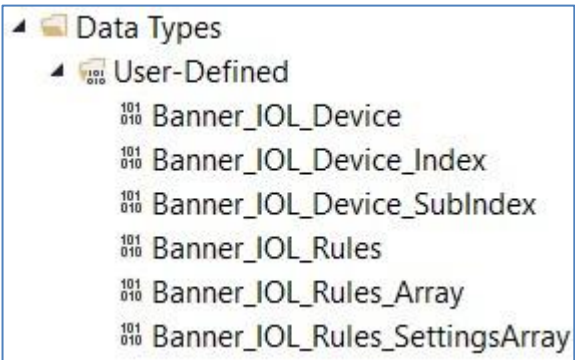 Data Types
User-Defined
Banner_IOL_Device
Banner_IOL_Device_Index
Banner_IOL_Device_SubIndex
Banner_IOL_Rules
Banner_IOL_Rules_Array
Banner_IOL_Rules_SettingsArray